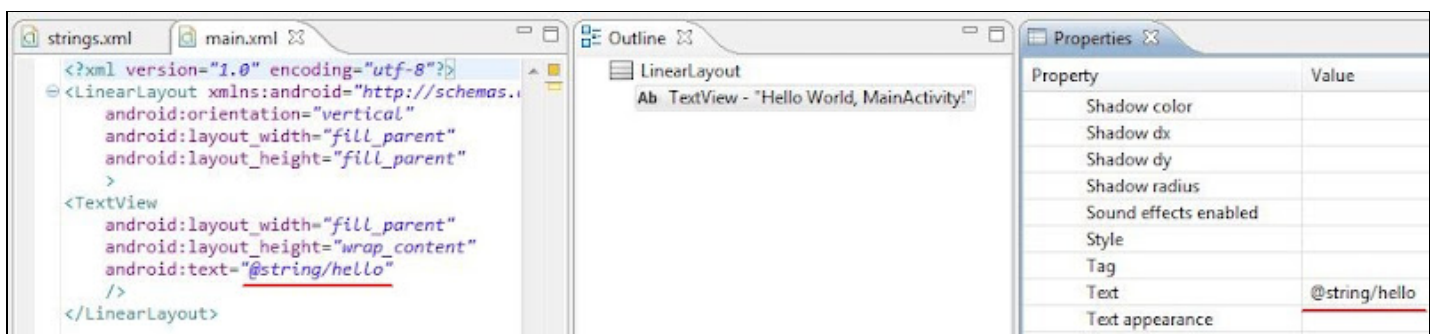 strings.xml
main.xml
<?xml version="1.0" encoding="utf-8"?>
<LinearLayout xmlns:android="http://schemas.
android:orientation="vertical"
android:layout_width="fill_parent"
android:layout_height="fill_parent"
>
<TextView
android:layout_width="fill_parent"
android:layout_height="wrap_content"
android:text="@string/hello"
/>
</LinearLayout>
Outline
LinearLayout
Ab TextView - "Hello World, MainActivity!"
Properties
Property Value
Shadow color
Shadow dx
Shadow dy
Shadow radius
Sound effects enabled
Style
Tag
Text @string/hello
Text appearance